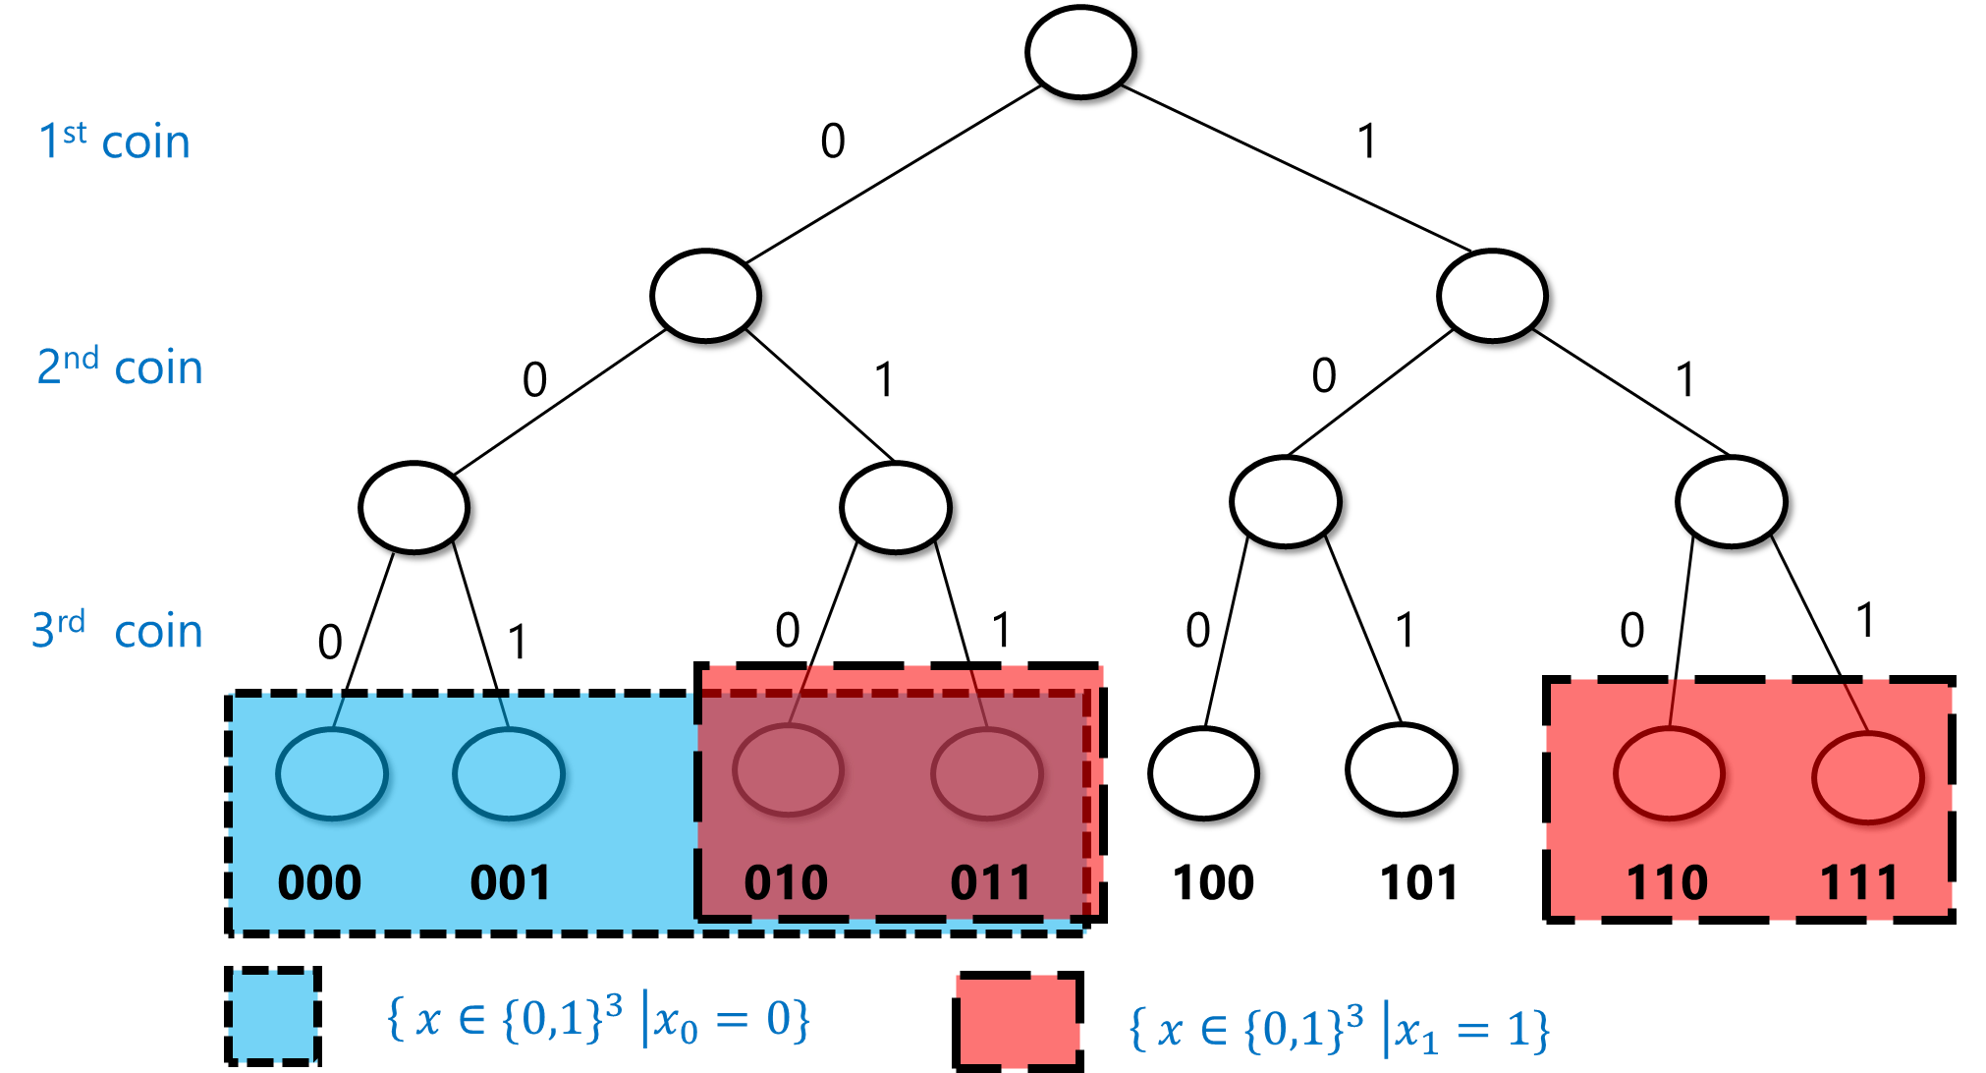 0 1
1st coin
2nd coin
0 1 0 1
3rd coin
0 1 0 1 0 1 0 1
000 001 010 011 100 101 110 111
{ x ∈ {0,1}³ |x₀ = 0}
{ x ∈ {0,1}³ |x₁ = 1}